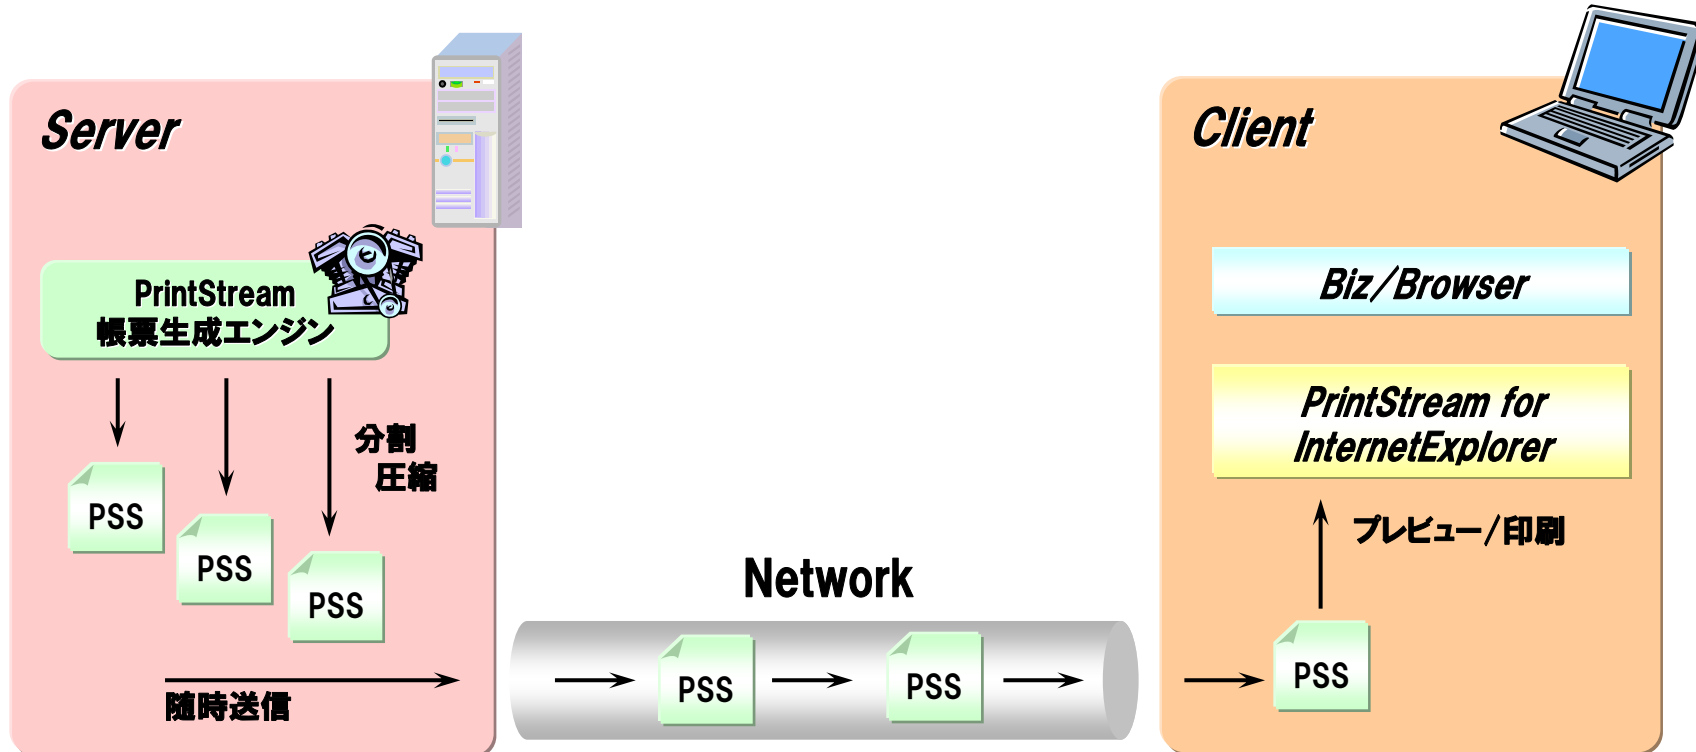 Server
PrintStream
帳票生成エンジン
分割
圧縮
PSS
PSS
PSS
随時送信
Network
PSS
PSS
Client
Biz/Browser
PrintStream for
InternetExplorer
プレビュー/印刷
PSS